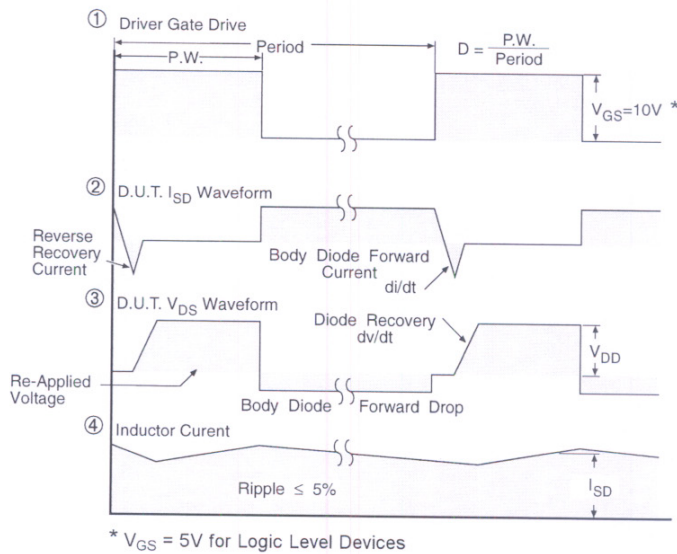 ① Driver Gate Drive
Period
P.W.
D = P.W. / Period
V_GS=10V *
② D.U.T. I_SD Waveform
Reverse
Recovery
Current
Body Diode Forward
Current
di/dt
③ D.U.T. V_DS Waveform
Diode Recovery
dv/dt
V_DD
Re-Applied
Voltage
Body Diode Forward Drop
④ Inductor Curent
Ripple ≤ 5%
I_SD
* V_GS = 5V for Logic Level Devices